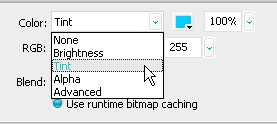 Color: Tint 100%
None
RGB: Brightness 255
Tint
Alpha
Blend: Advanced
Use runtime bitmap caching